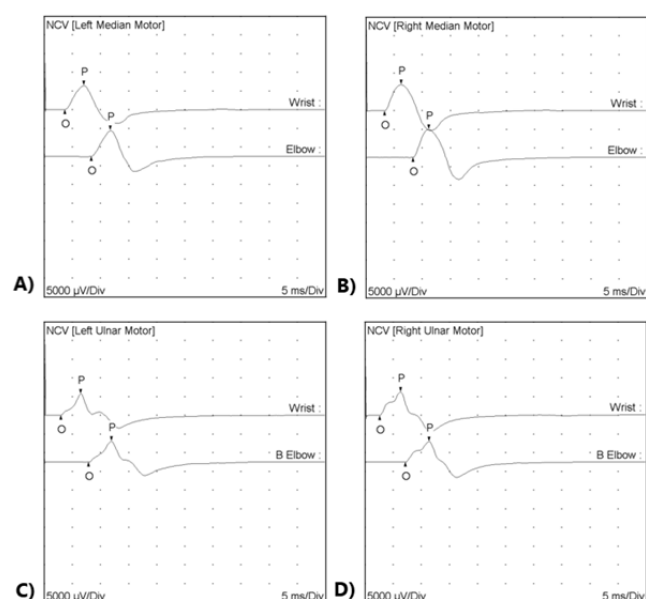 NCV [Left Median Motor]
P
Wrist :
O
P
Elbow :
O
A)
5000 µV/Div
5 ms/Div
NCV [Right Median Motor]
P
Wrist :
O
P
Elbow :
O
B)
5000 µV/Div
5 ms/Div
NCV [Left Ulnar Motor]
P
Wrist :
O
P
B Elbow :
O
C)
5000 µV/Div
5 ms/Div
NCV [Right Ulnar Motor]
P
Wrist :
O
P
B Elbow :
O
D)
5000 µV/Div
5 ms/Div